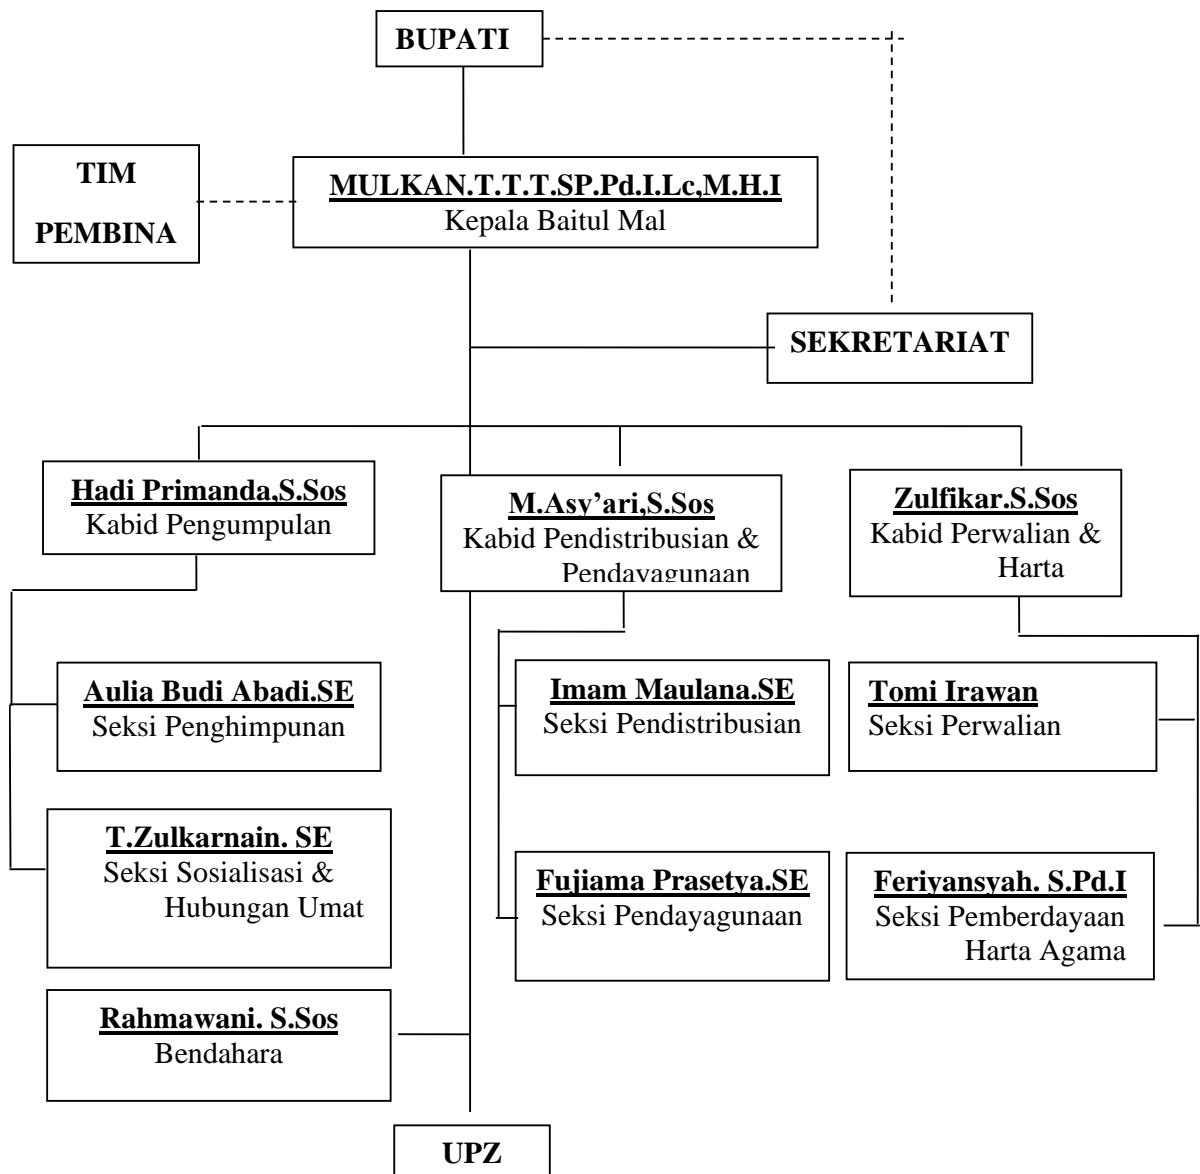 BUPATI
TIM
PEMBINA
MULKAN.T.T.T.SP.Pd.I.Lc,M.H.I
Kepala Baitul Mal
SEKRETARIAT
Hadi Primanda,S.Sos
Kabid Pengumpulan
M.Asy’ari,S.Sos
Kabid Pendistribusian &
Pendayagunaan
Zulfikar.S.Sos
Kabid Perwalian &
Harta
Aulia Budi Abadi.SE
Seksi Penghimpunan
Imam Maulana.SE
Seksi Pendistribusian
Tomi Irawan
Seksi Perwalian
T.Zulkarnain. SE
Seksi Sosialisasi &
Hubungan Umat
Fujiama Prasetya.SE
Seksi Pendayagunaan
Feriyansyah. S.Pd.I
Seksi Pemberdayaan
Harta Agama
Rahmawani. S.Sos
Bendahara
UPZ